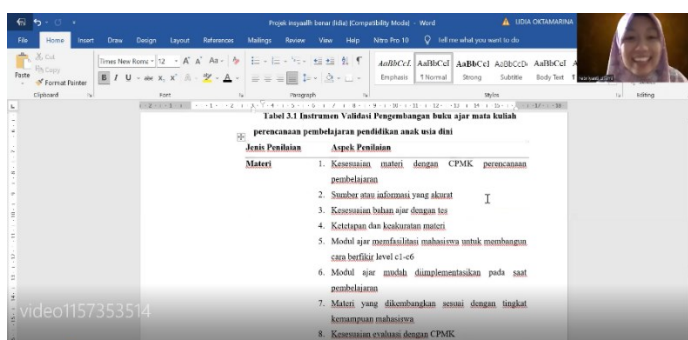 Projek insyaallh benar (lidia) [Compatibility Mode] - Word
LIDIA OKTAMARINA
File Home Insert Draw Design Layout References Mailings Review View Help Nitro Pro 10 Tell me what you want to do
Cut
Copy
Format Painter
Paste
Times New Roma 12
AaBbCcI AaBbCcI AaBbCcI AaBbCcD AaBbCcI
Emphasis 1 Normal Strong Subtitle Body Text
Clipboard Font Paragraph Styles Editing
Tabel 3.1 Instrumen Validasi Pengembangan buku ajar mata kuliah
perencanaan pembelajaran pendidikan anak usia dini
Jenis Penilaian Aspek Penilaian
Materi 1. Kesesuaian materi dengan CPMK perencanaan
pembelajaran
2. Sumber atau informasi yang akurat
3. Kesesuaian bahan ajar dengan tes
4. Ketetapan dan keakuratan materi
5. Modul ajar memfasilitasi mahasiswa untuk membangun
cara berfikir level c1-c6
6. Modul ajar mudah diimplementasikan pada saat
pembelajaran
7. Materi yang dikembangkan sesuai dengan tingkat
kemampuan mahasiswa
8. Kesesuaian evaluasi dengan CPMK
video1157353514